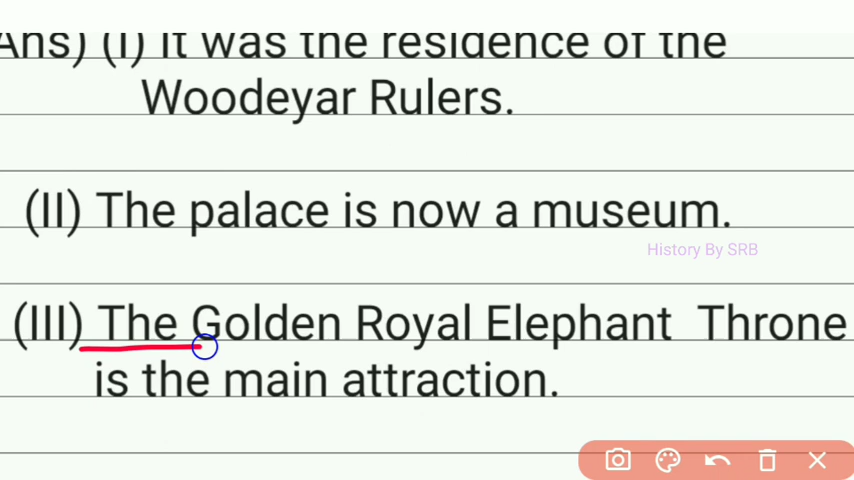 Ans) (I) It was the residence of the
Woodeyar Rulers.
(II) The palace is now a museum.
History By SRB
(III) The Golden Royal Elephant Throne
is the main attraction.